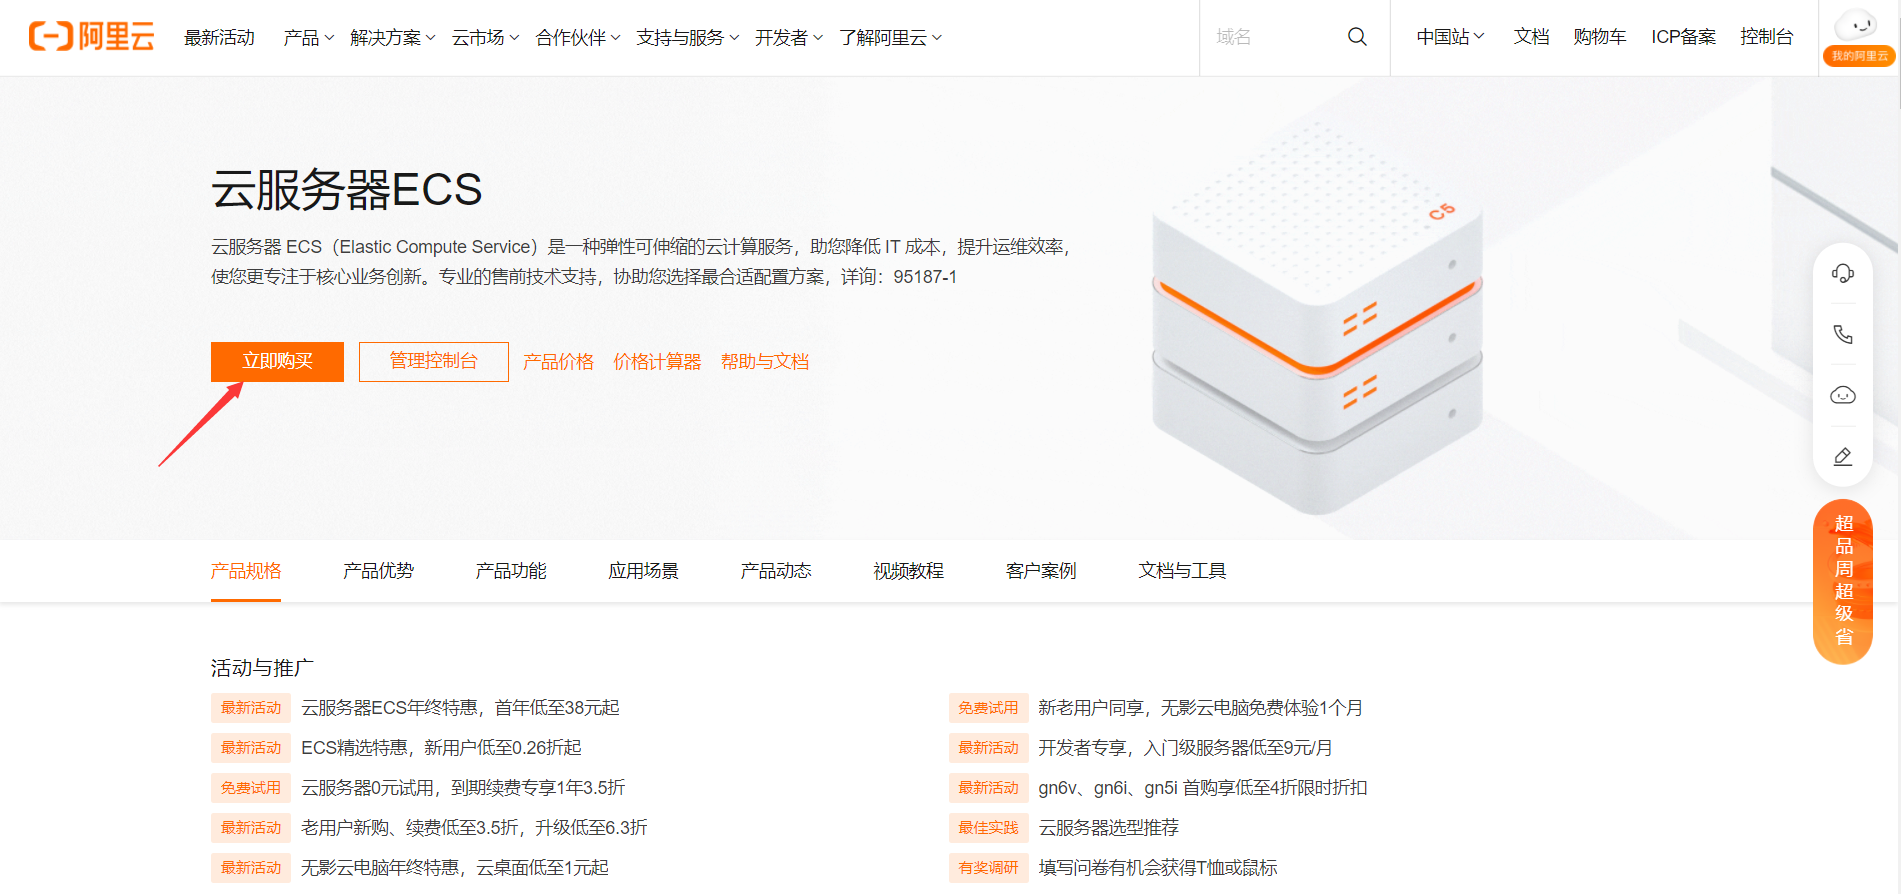 阿里云
最新活动 产品 解决方案 云市场 合作伙伴 支持与服务 开发者 了解阿里云
域名
中国站 文档 购物车 ICP备案 控制台
我的阿里云
云服务器ECS
云服务器 ECS（Elastic Compute Service）是一种弹性可伸缩的云计算服务，助您降低 IT 成本，提升运维效率，
使您更专注于核心业务创新。专业的售前技术支持，协助您选择最合适配置方案，详询：95187-1
立即购买 管理控制台 产品价格 价格计算器 帮助与文档
C5
超品周超级省
产品规格 产品优势 产品功能 应用场景 产品动态 视频教程 客户案例 文档与工具
活动与推广
最新活动 云服务器ECS年终特惠，首年低至38元起
免费试用 新老用户同享，无影云电脑免费体验1个月
最新活动 ECS精选特惠，新用户低至0.26折起
最新活动 开发者专享，入门级服务器低至9元/月
免费试用 云服务器0元试用，到期续费专享1年3.5折
最新活动 gn6v、gn6i、gn5i 首购享低至4折限时折扣
最新活动 老用户新购、续费低至3.5折，升级低至6.3折
最佳实践 云服务器选型推荐
最新活动 无影云电脑年终特惠，云桌面低至1元起
有奖调研 填写问卷有机会获得T恤或鼠标